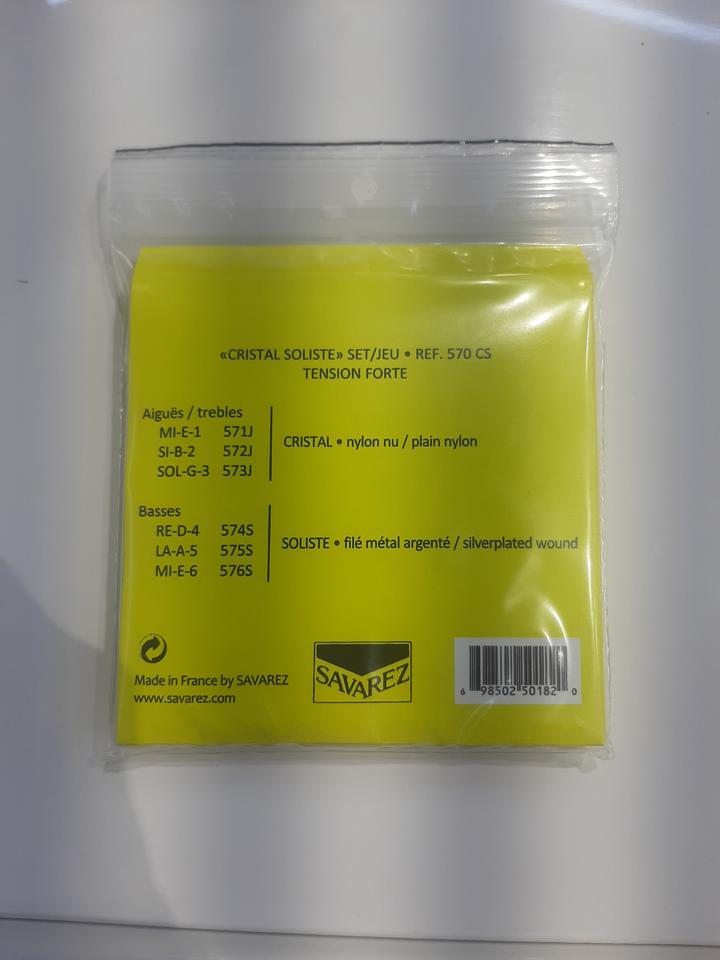 «CRISTAL SOLISTE» SET/JEU • REF. 570 CS
TENSION FORTE
Aiguës / trebles
MI-E-1 571J
SI-B-2 572J
SOL-G-3 573J
CRISTAL • nylon nu / plain nylon
Basses
RE-D-4 574S
LA-A-5 575S
MI-E-6 576S
SOLISTE • filé métal argenté / silverplated wound
Made in France by SAVAREZ
www.savarez.com
SAVAREZ
6 98502 50182 0